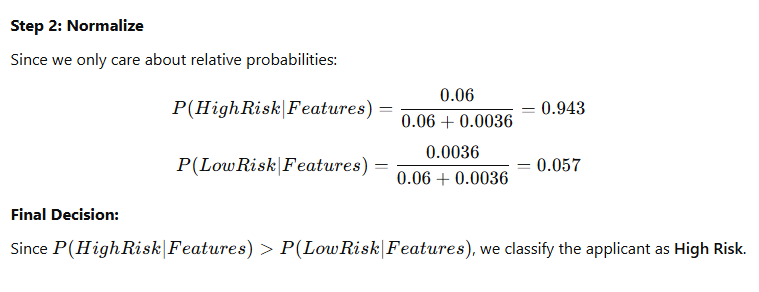 Step 2: Normalize
Since we only care about relative probabilities:
P(HighRisk|Features) = 0.06 / 0.06 + 0.0036 = 0.943
P(LowRisk|Features) = 0.0036 / 0.06 + 0.0036 = 0.057
Final Decision:
Since P(HighRisk|Features) > P(LowRisk|Features), we classify the applicant as High Risk.